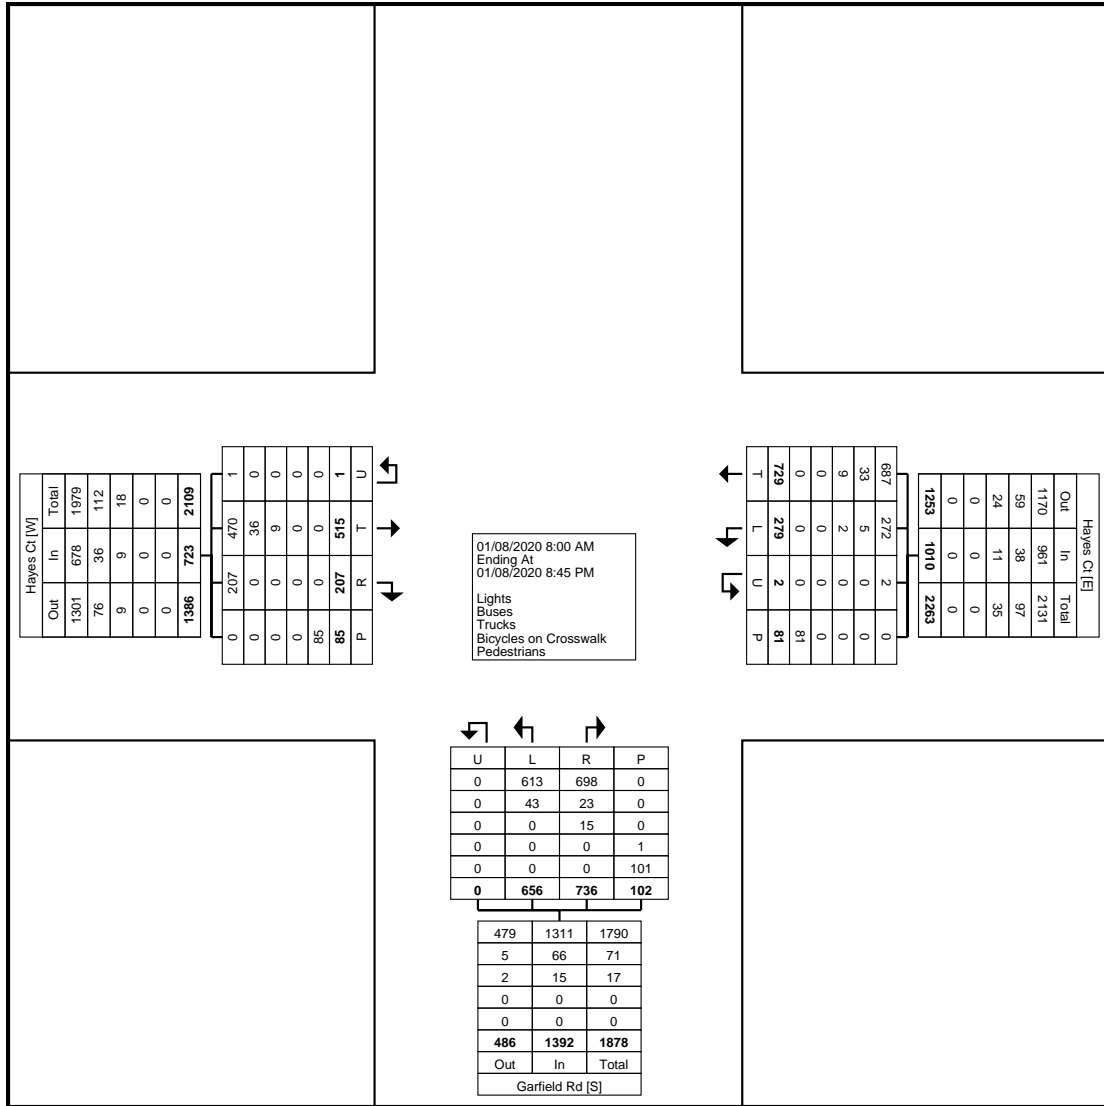 Hayes Ct [W]
Out In Total
1301 678 1979
76 36 112
9 9 18
0 0 0
0 0 0
1386 723 2109
0 207 470 1
0 0 36 0
0 0 9 0
0 0 0 0
85 0 0 0
85 207 515 1
P R T U
01/08/2020 8:00 AM
Ending At
01/08/2020 8:45 PM
Lights
Buses
Trucks
Bicycles on Crosswalk
Pedestrians
Hayes Ct [E]
Out In Total
1170 961 2131
59 38 97
24 11 35
0 0 0
0 0 0
1253 1010 2263
687 272 2 0
33 5 0 0
9 2 0 0
0 0 0 0
0 0 0 81
729 279 2 81
T L U P
U L R P
0 613 698 0
0 43 23 0
0 0 15 0
0 0 0 1
0 0 0 101
0 656 736 102
479 1311 1790
5 66 71
2 15 17
0 0 0
0 0 0
486 1392 1878
Out In Total
Garfield Rd [S]